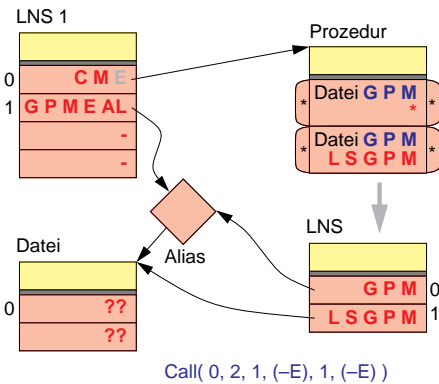 LNS 1
0 C M E
1 G P M E AL
-
-
Prozedur
Datei G P M
* * *
Datei G P M
* L S G P M *
Alias
Datei
0 ??
??
LNS
G P M 0
L S G P M 1
Call( 0, 2, 1, (–E), 1, (–E) )